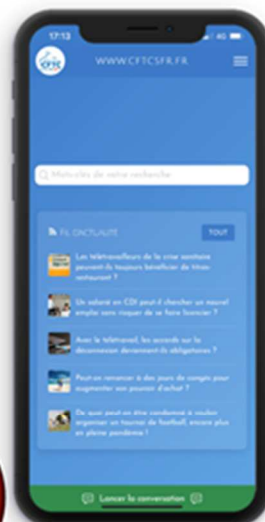 17:13
4G
CFTC
WWW.CFTCSFR.FR
Mots-clés de votre recherche
FIL D'ACTUALITÉ
TOUT
Les télétravailleurs de la crise sanitaire
peuvent-ils toujours bénéficier de titres
restaurant ?
Un salarié en CDI peut-il chercher un nouvel
emploi sans risquer de se faire licencier ?
Avec le télétravail, les accords sur la
déconnexion deviennent-ils obligatoires ?
Peut-on renoncer à des jours de congés pour
augmenter son pouvoir d'achat ?
De quoi peut-on être condamné à vouloir
organiser un tournoi de football, encore plus
en pleine pandémie !
Lancer la conversation